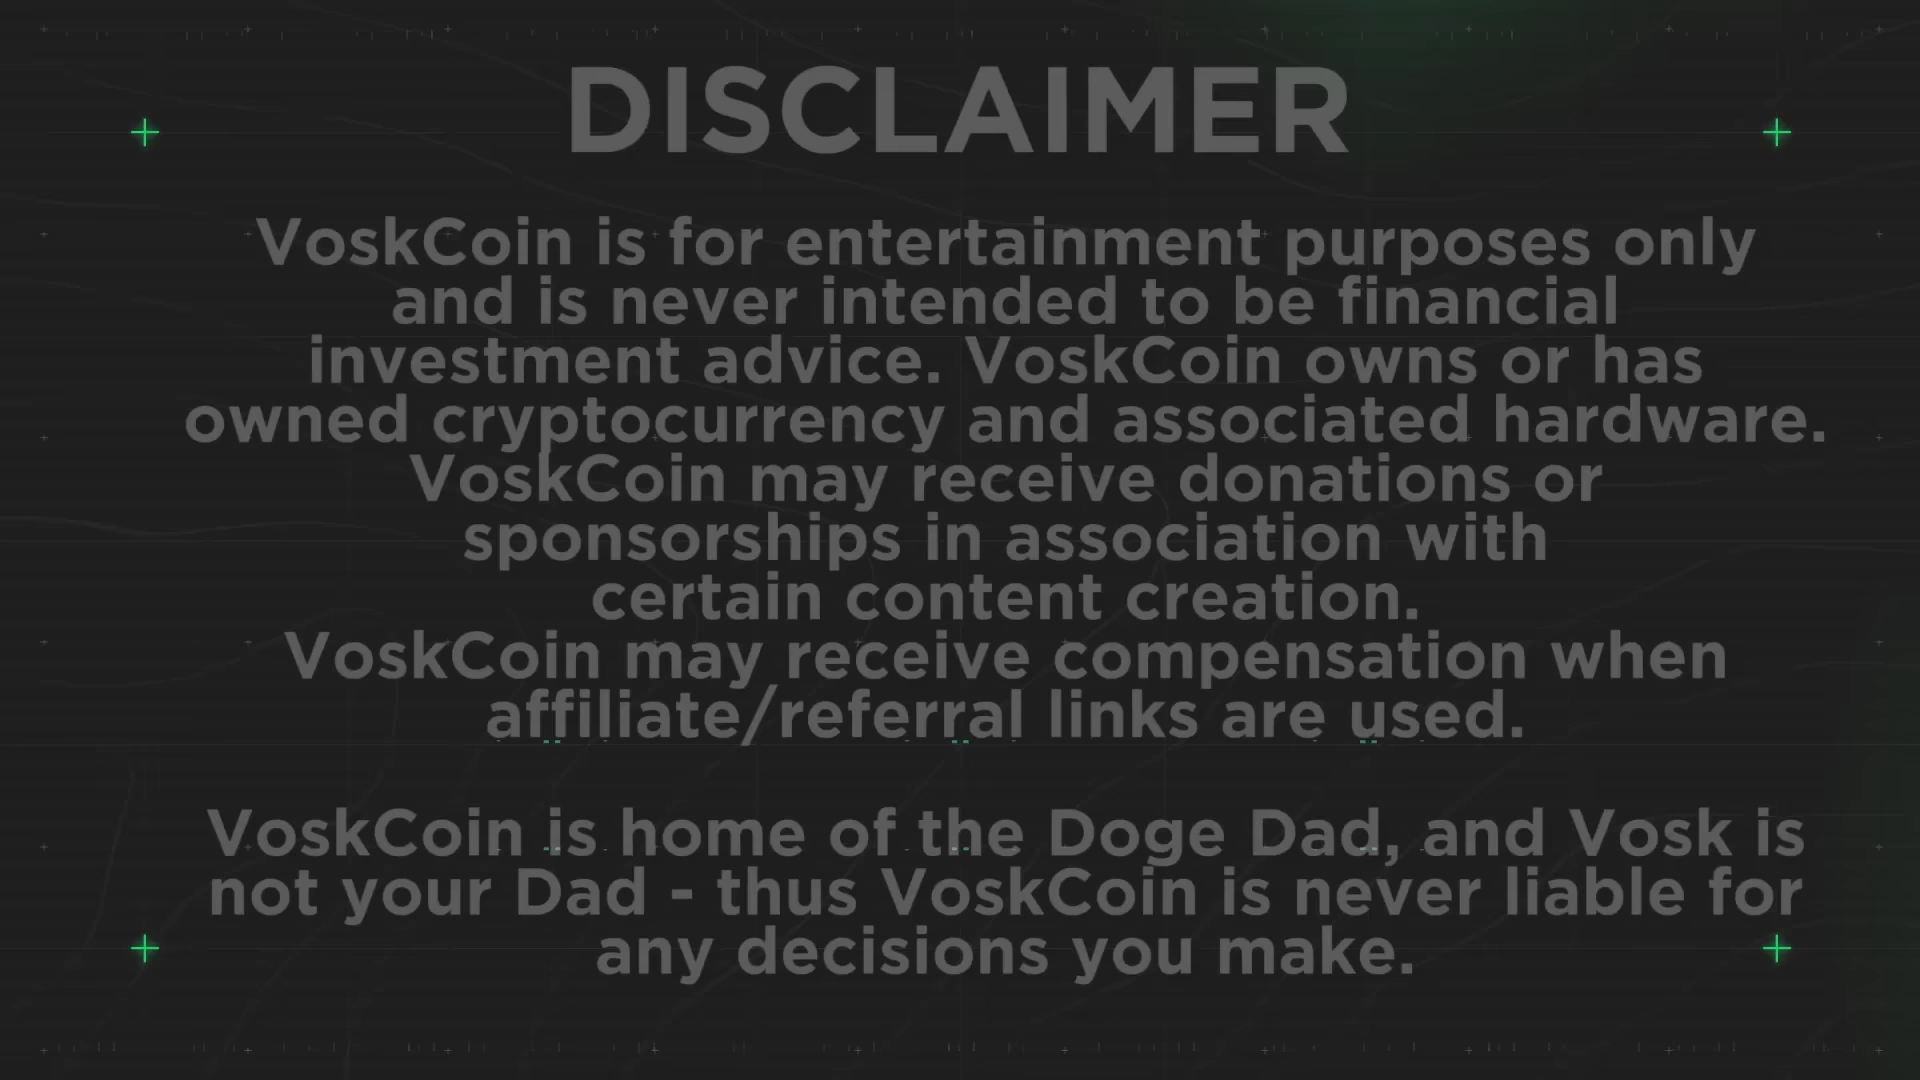 DISCLAIMER
VoskCoin is for entertainment purposes only
and is never intended to be financial
investment advice. VoskCoin owns or has
owned cryptocurrency and associated hardware.
VoskCoin may receive donations or
sponsorships in association with
certain content creation.
VoskCoin may receive compensation when
affiliate/referral links are used.
VoskCoin is home of the Doge Dad, and Vosk is
not your Dad - thus VoskCoin is never liable for
any decisions you make.